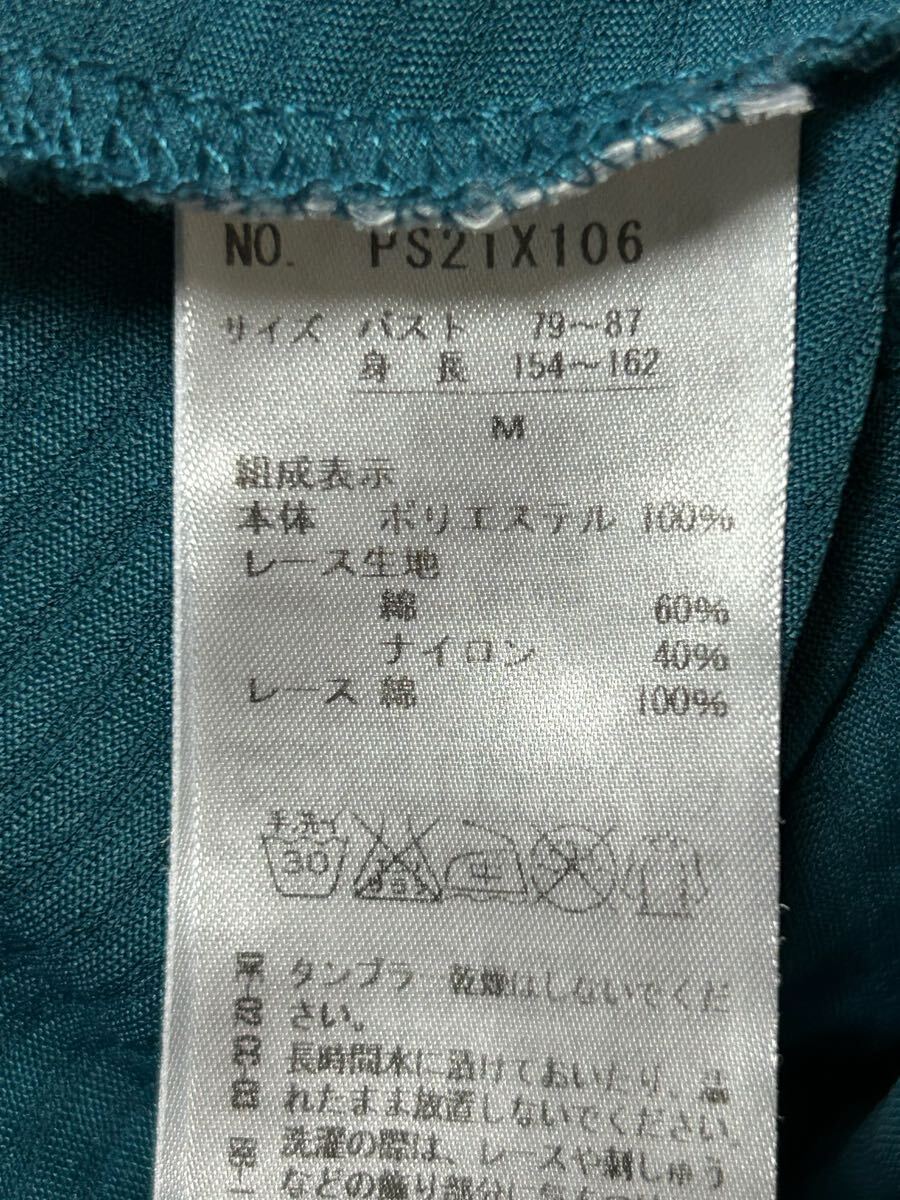 NO. PS21X106
サイズ バスト 79〜87
身長 154〜162
M
組成表示
本体 ポリエステル 100%
レース生地
綿 60%
ナイロン 40%
レース 綿 100%
手洗イ
30
タンブラー乾燥はしないでくだ
さい。
長時間水に漬けておいたり、濡
れたまま放置しないでください。
洗濯の際は、レースや刺しゅう
などの飾り部分に